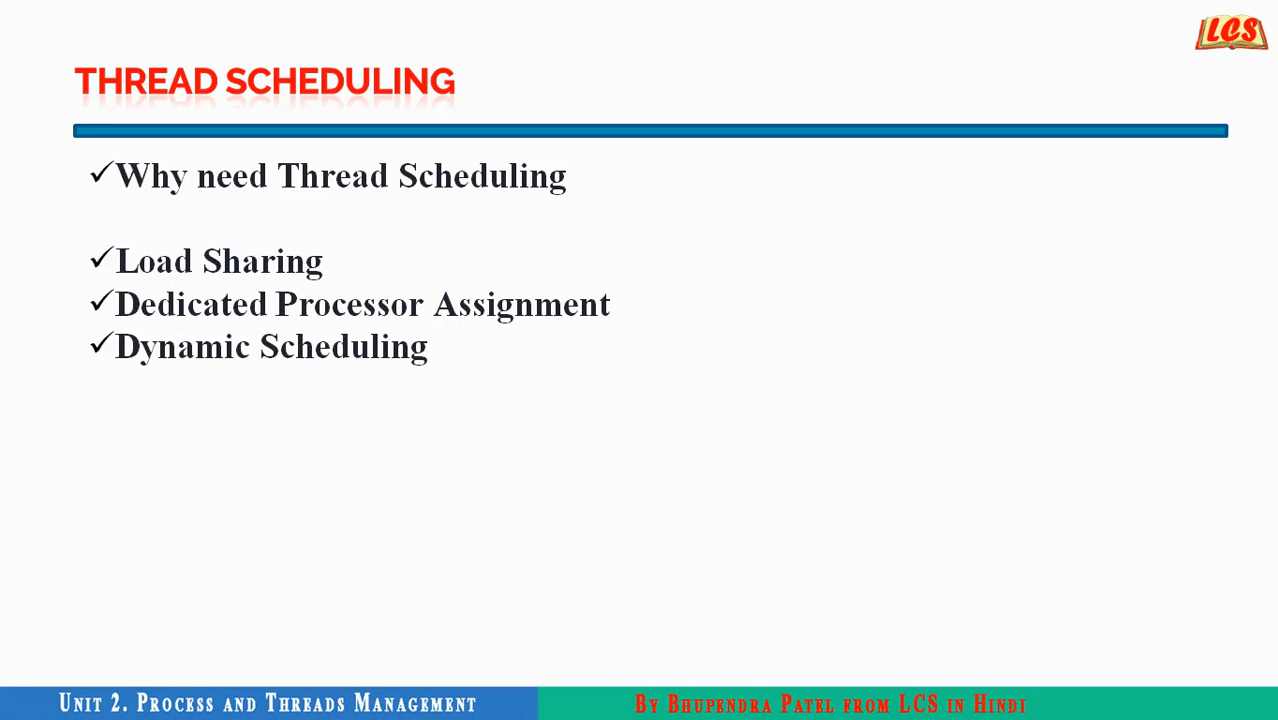 LCS
THREAD SCHEDULING
✓Why need Thread Scheduling
✓Load Sharing
✓Dedicated Processor Assignment
✓Dynamic Scheduling
Unit 2. Process and Threads Management
By Bhupendra Patel from LCS in Hindi